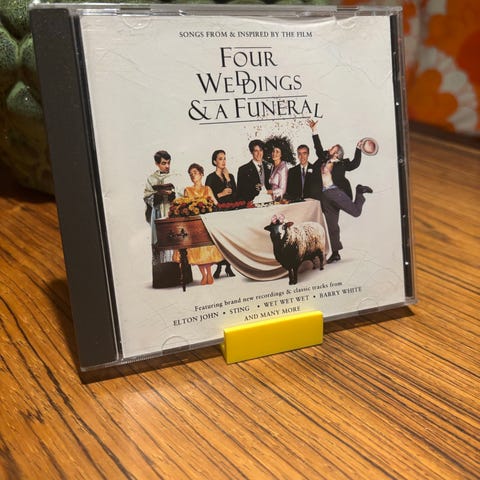 SONGS FROM & INSPIRED BY THE FILM
FOUR
WEDDINGS
& A FUNERAL
Featuring brand new recordings & classic tracks from
ELTON JOHN • STING • WET WET WET • BARRY WHITE
AND MANY MORE